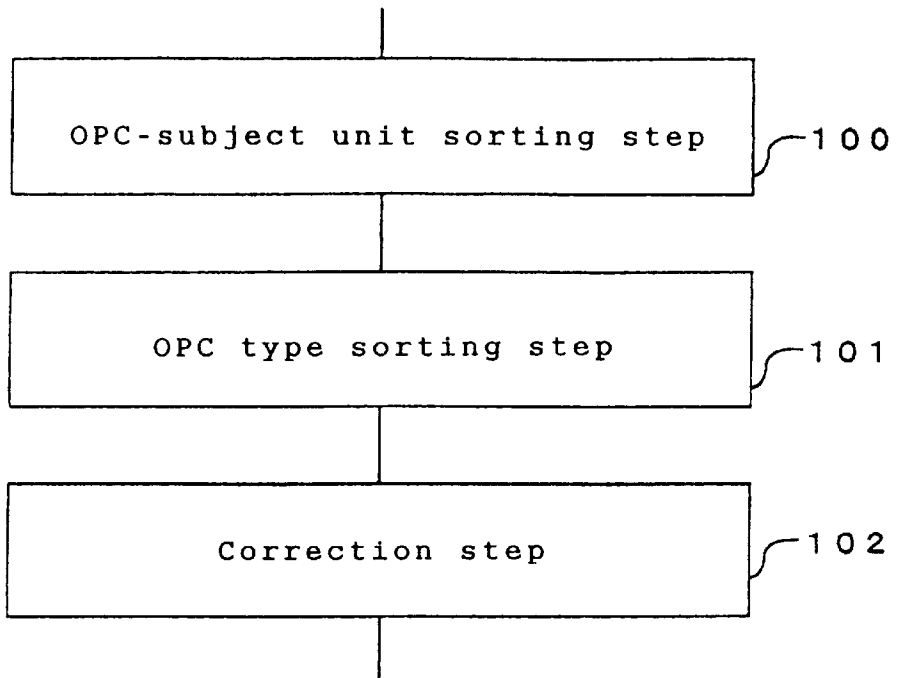 OPC-subject unit sorting step
100
OPC type sorting step
101
Correction step
102